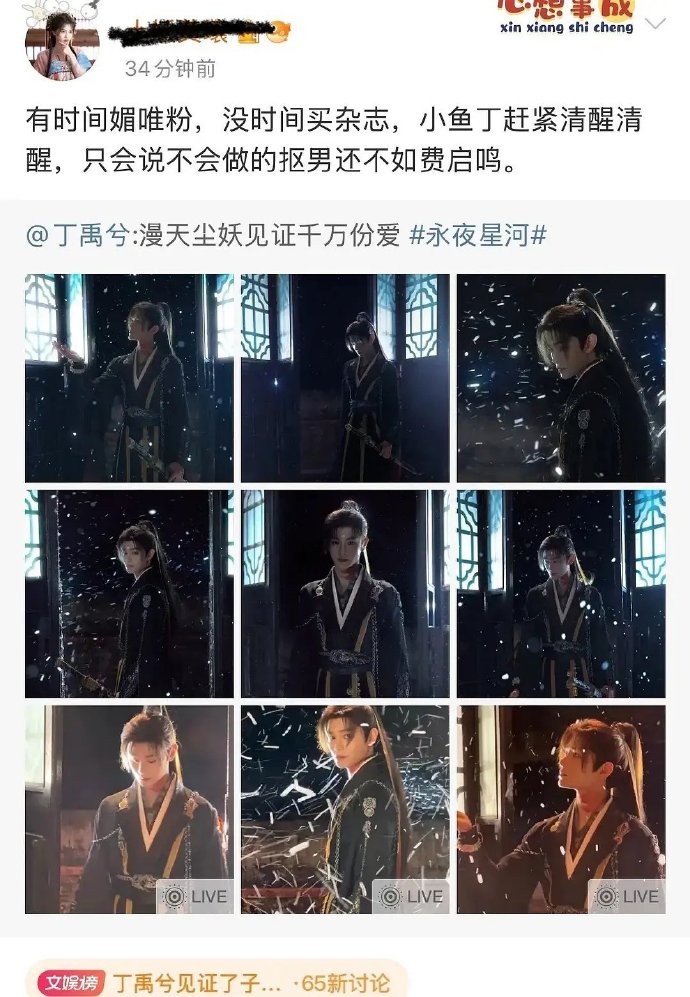 心想事成
xin xiang shi cheng
34分钟前
有时间媚唯粉，没时间买杂志，小鱼丁赶紧清醒清
醒，只会说不会做的抠男还不如费启鸣。
@丁禹兮:漫天尘妖见证千万份爱 #永夜星河#
LIVE
LIVE
LIVE
文娱榜 丁禹兮见证了子... ·65新讨论